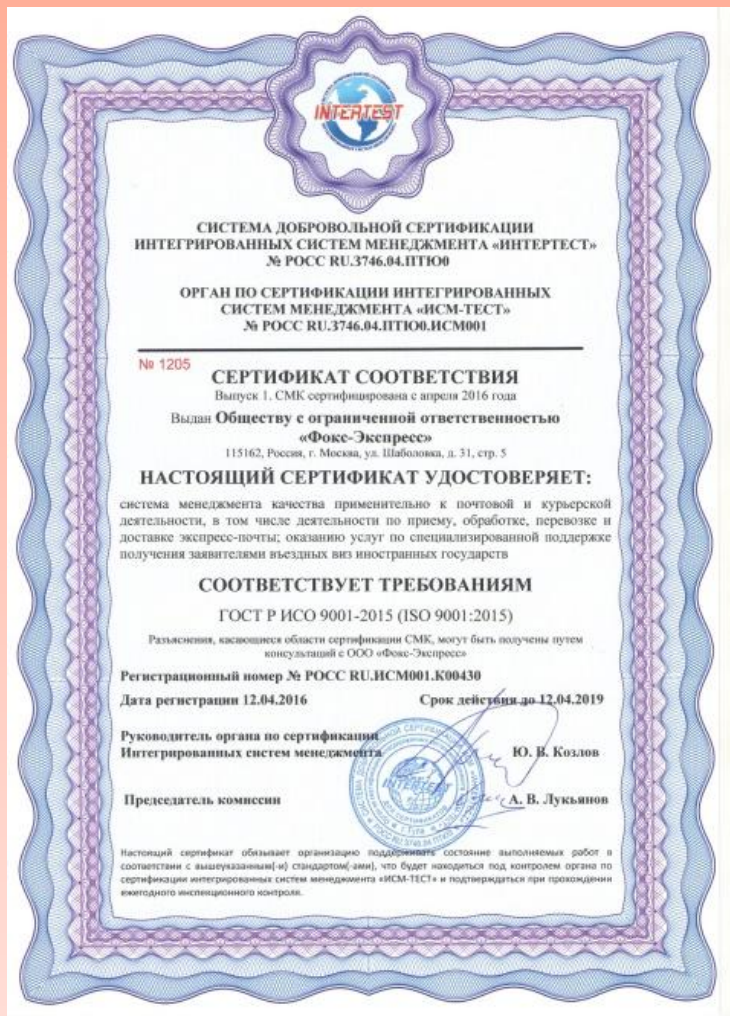 INTERTEST
СИСТЕМА ДОБРОВОЛЬНОЙ СЕРТИФИКАЦИИ
ИНТЕГРИРОВАННЫХ СИСТЕМ МЕНЕДЖМЕНТА «ИНТЕРТЕСТ»
№ РОСС RU.3746.04.ПТЮ0
ОРГАН ПО СЕРТИФИКАЦИИ ИНТЕГРИРОВАННЫХ
СИСТЕМ МЕНЕДЖМЕНТА «ИСМ-ТЕСТ»
№ РОСС RU.3746.04.ПТЮ0.ИСМ001
№ 1205
СЕРТИФИКАТ СООТВЕТСТВИЯ
Выпуск 1. СМК сертифицирована с апреля 2016 года
Выдан Обществу с ограниченной ответственностью
«Фокс-Экспресс»
115162, Россия, г. Москва, ул. Шаболовка, д. 31, стр. 5
НАСТОЯЩИЙ СЕРТИФИКАТ УДОСТОВЕРЯЕТ:
система менеджмента качества применительно к почтовой и курьерской
деятельности, в том числе деятельности по приему, обработке, перевозке и
доставке экспресс-почты; оказанию услуг по специализированной поддержке
получения заявителями въездных виз иностранных государств
СООТВЕТСТВУЕТ ТРЕБОВАНИЯМ
ГОСТ Р ИСО 9001-2015 (ISO 9001:2015)
Разъяснения, касающиеся области сертификации СМК, могут быть получены путем
консультаций с ООО «Фокс-Экспресс»
Регистрационный номер № РОСС RU.ИСМ001.К00430
Дата регистрации 12.04.2016 Срок действия до 12.04.2019
Руководитель органа по сертификации
Интегрированных систем менеджмента Ю. В. Козлов
INTERTEST
Председатель комиссии А. В. Лукьянов
Настоящий сертификат обязывает организацию поддерживать состояние выполняемых работ в
соответствии с вышеуказанным(-и) стандартом(-ами), что будет находиться под контролем органа по
сертификации интегрированных систем менеджмента «ИСМ-ТЕСТ» и подтверждаться при прохождении
ежегодного инспекционного контроля.